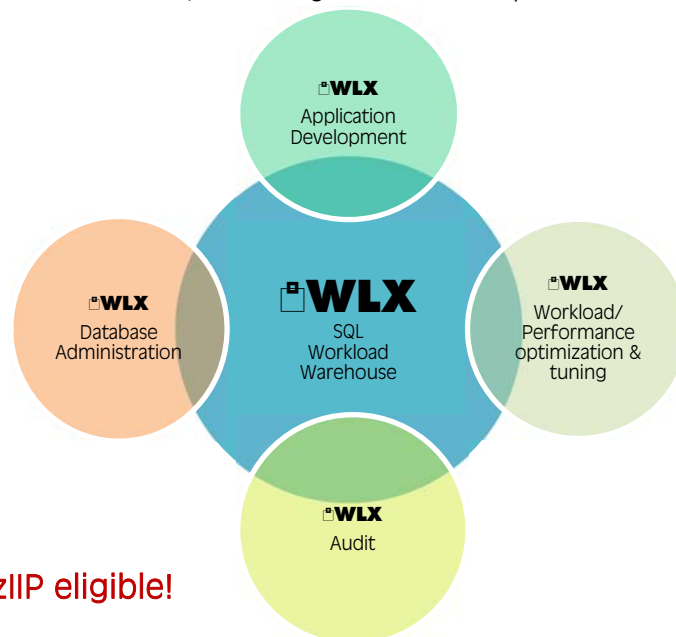 WLX
Application
Development
WLX
Database
Administration
WLX
SQL
Workload
Warehouse
WLX
Workload/
Performance
optimization &
tuning
WLX
Audit
zIIP eligible!